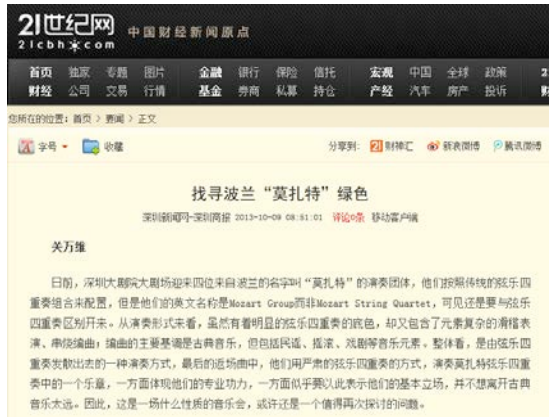 21世纪网 中国财经新闻原点
21cbh.com
首页 独家 专题 图片 金融 银行 保险 信托 宏观 中国 全球 政策
财经 公司 交易 行情 基金 券商 私募 持仓 产经 汽车 房产 投诉
您所在的位置：首页 > 要闻 > 正文
字号 收藏 分享到： 财神汇 新浪微博 腾讯微博
找寻波兰“莫扎特”绿色
深圳新闻网-深圳商报 2013-10-09 08:51:01 评论0条 移动客户端
关万维
日前，深圳大剧院大剧场迎来四位来自波兰的名字叫“莫扎特”的演奏团体，他们按照传统的弦乐四
重奏组合来配置，但是他们的英文名称是Mozart Group而非Mozart String Quartet，可见还是要与弦乐
四重奏区别开来。从演奏形式来看，虽然有着明显的弦乐四重奏的底色，却又包含了元素复杂的滑稽表
演、串烧编曲；编曲的主要基调是古典音乐，但包括民谣、摇滚、戏剧等音乐元素。整体看，是由弦乐四
重奏发散出去的一种演奏方式，最后的返场曲中，他们用严肃的弦乐四重奏的方式，演奏莫扎特弦乐四重
奏中的一个乐章，一方面体现他们的专业功力，一方面似乎要以此表示他们的基本立场，并不想离开古典
音乐太远。因此，这是一场什么性质的音乐会，或许还是一个值得再次探讨的问题。